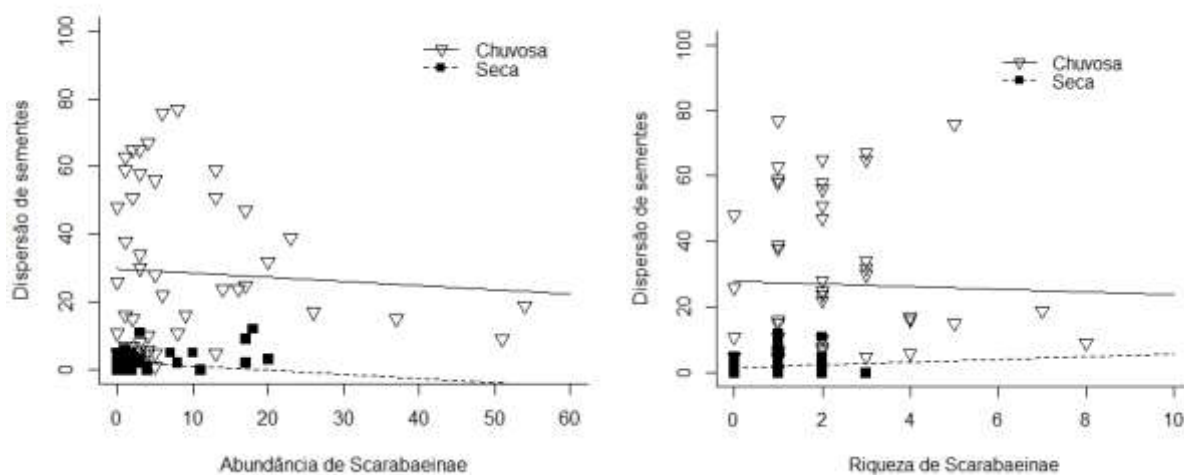 Dispersão de sementes
100
80
60
40
20
0
Chuvosa
Seca
0 10 20 30 40 50 60
Abundância de Scarabaeinae
Dispersão de sementes
100
80
60
40
20
0
Chuvosa
Seca
0 2 4 6 8 10
Riqueza de Scarabaeinae